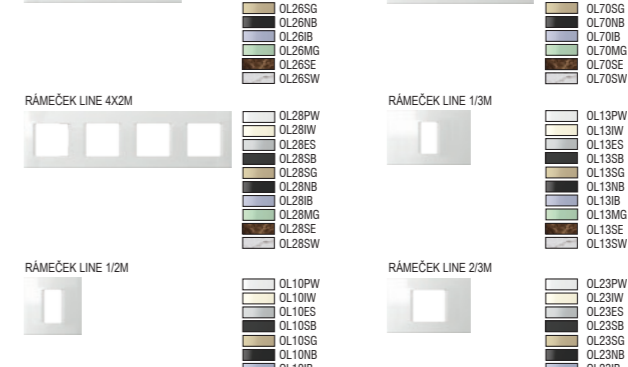 OL26SG
OL26NB
OL26IB
OL26MG
OL26SE
OL26SW
OL70SG
OL70NB
OL70IB
OL70MG
OL70SE
OL70SW
RÁMEČEK LINE 4X2M
OL28PW
OL28IW
OL28ES
OL28SB
OL28SG
OL28NB
OL28IB
OL28MG
OL28SE
OL28SW
RÁMEČEK LINE 1/3M
OL13PW
OL13IW
OL13ES
OL13SB
OL13SG
OL13NB
OL13IB
OL13MG
OL13SE
OL13SW
RÁMEČEK LINE 1/2M
OL10PW
OL10IW
OL10ES
OL10SB
OL10SG
OL10NB
OL10IB
RÁMEČEK LINE 2/3M
OL23PW
OL23IW
OL23ES
OL23SB
OL23SG
OL23NB
OL23IB